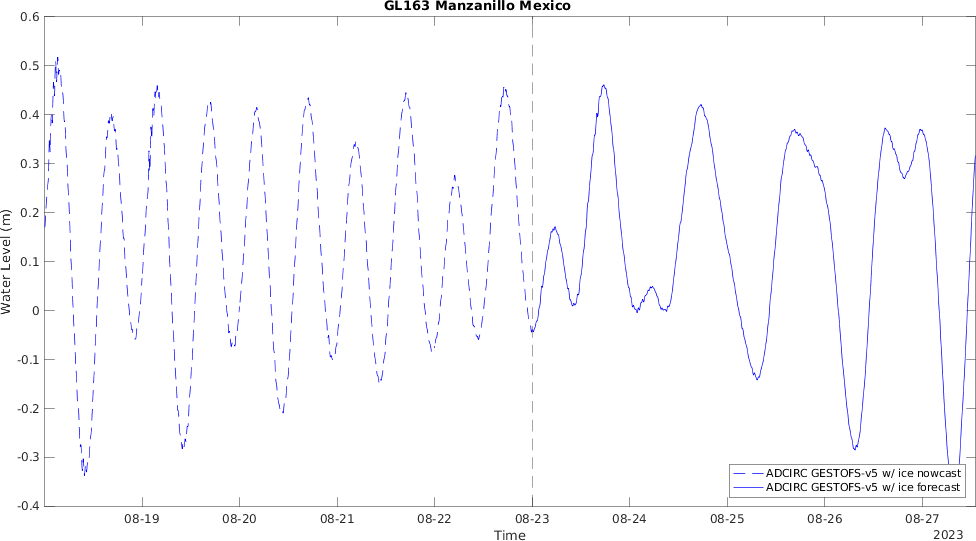 GL163 Manzanillo Mexico
0.6
0.5
0.4
0.3
0.2
0.1
0
-0.1
-0.2
-0.3
-0.4
Water Level (m)
ADCIRC GESTOFS-v5 w/ ice nowcast
ADCIRC GESTOFS-v5 w/ ice forecast
08-19 08-20 08-21 08-22 08-23 08-24 08-25 08-26 08-27
Time
2023